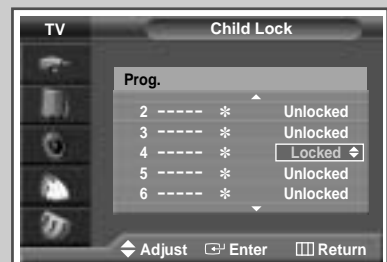 TV Child Lock
Prog.
2 ----- ✻ Unlocked
3 ----- ✻ Unlocked
4 ----- ✻ Locked
5 ----- ✻ Unlocked
6 ----- ✻ Unlocked
Adjust Enter Return